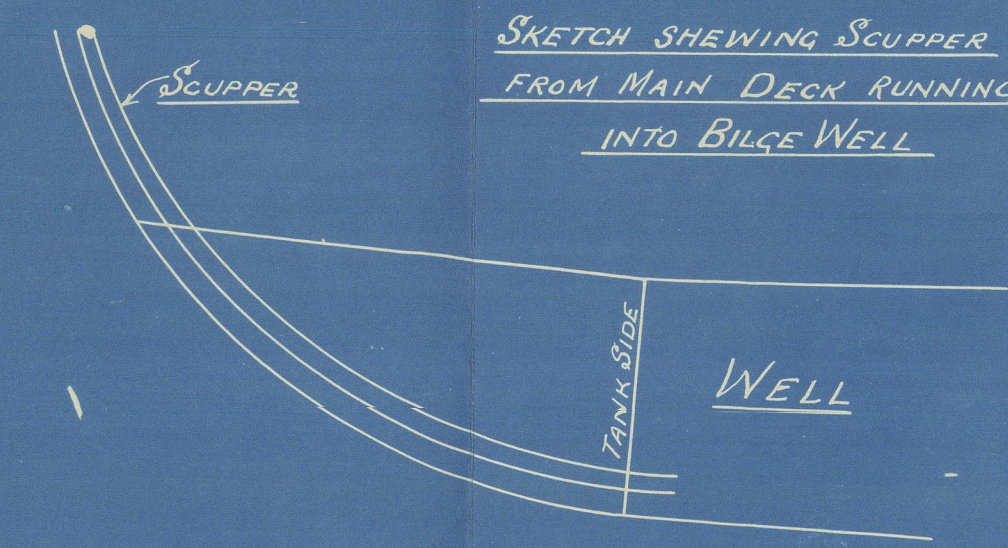 SKETCH SHEWING SCUPPER
FROM MAIN DECK RUNNING
INTO BILGE WELL
SCUPPER
TANK SIDE
WELL